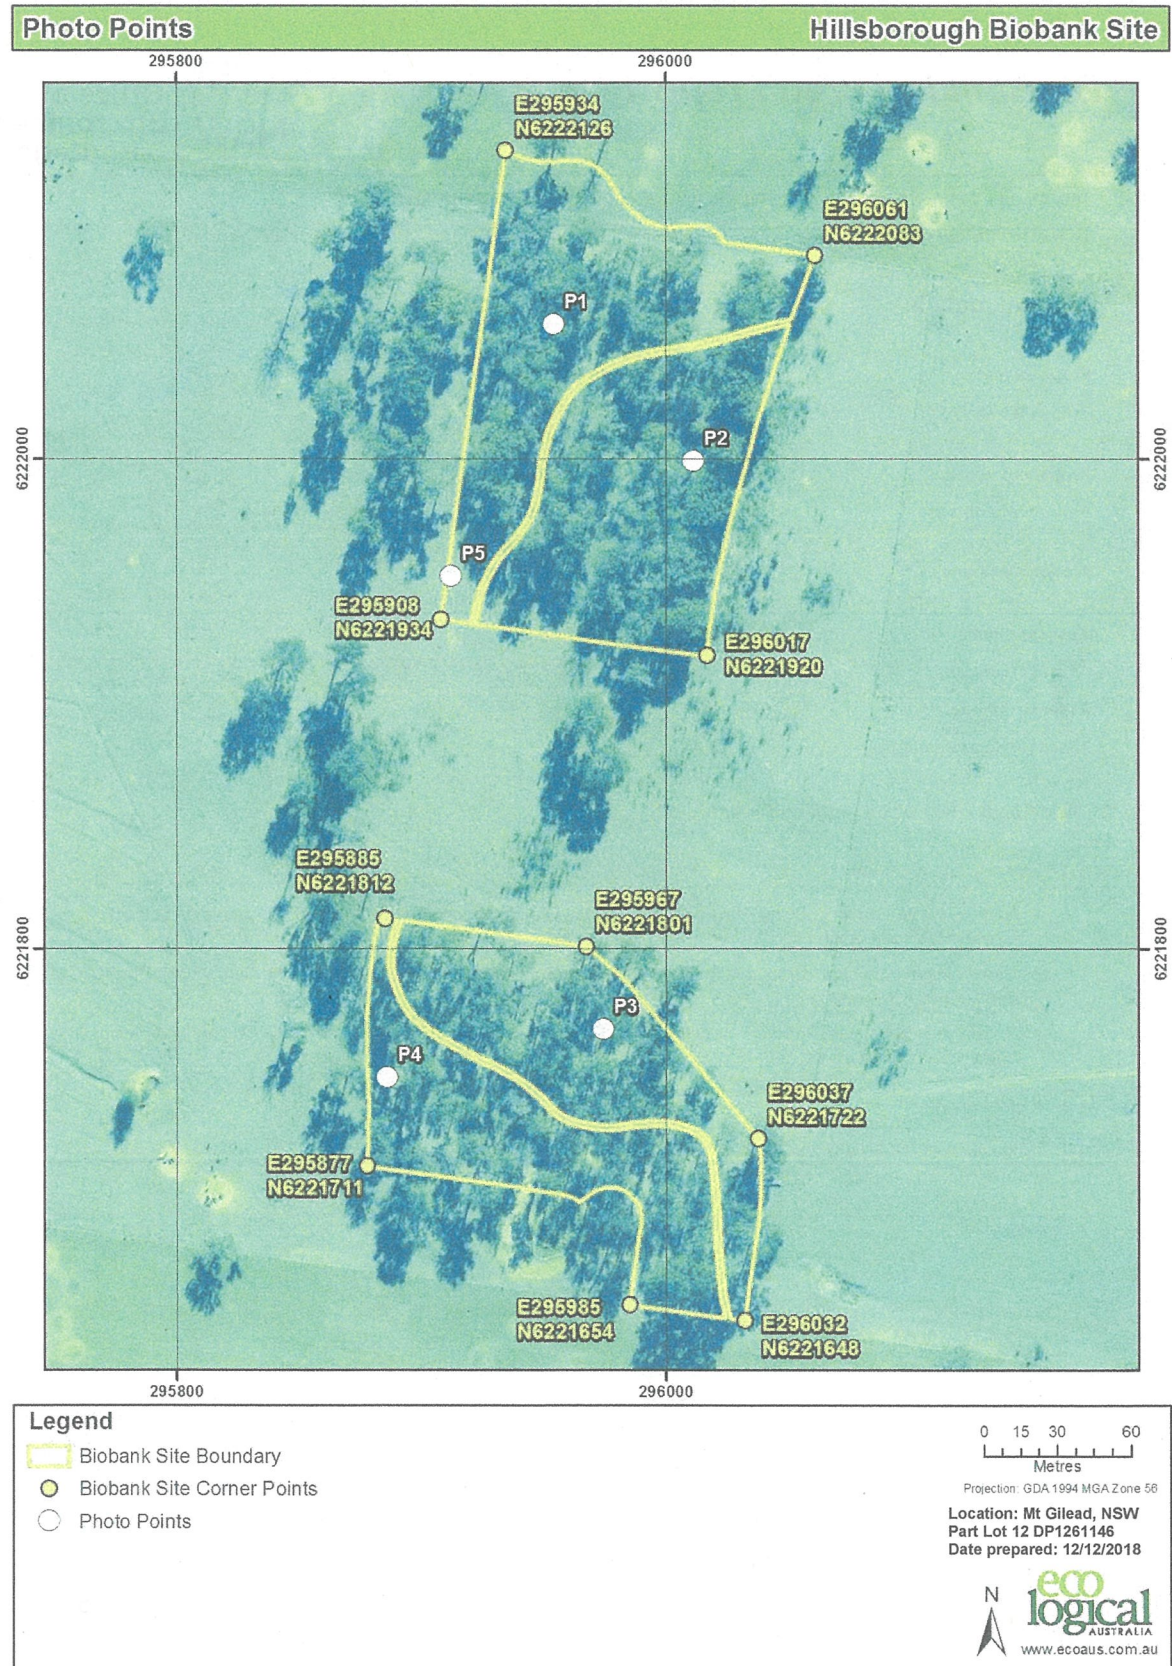 Photo Points
Hillsborough Biobank Site
295800
296000
E295934
N6222126
E296061
N6222083
P1
P2
6222000
6222000
P5
E295908
N6221934
E296017
N6221920
E295885
N6221812
E295967
N6221801
6221800
6221800
P3
P4
E296037
N6221722
E295877
N6221711
E295985
N6221654
E296032
N6221648
295800
296000
Legend
Biobank Site Boundary
Biobank Site Corner Points
Photo Points
0 15 30 60
Metres
Projection: GDA 1994 MGA Zone 56
Location: Mt Gilead, NSW
Part Lot 12 DP1261146
Date prepared: 12/12/2018
N
eco
logical
AUSTRALIA
www.ecoaus.com.au